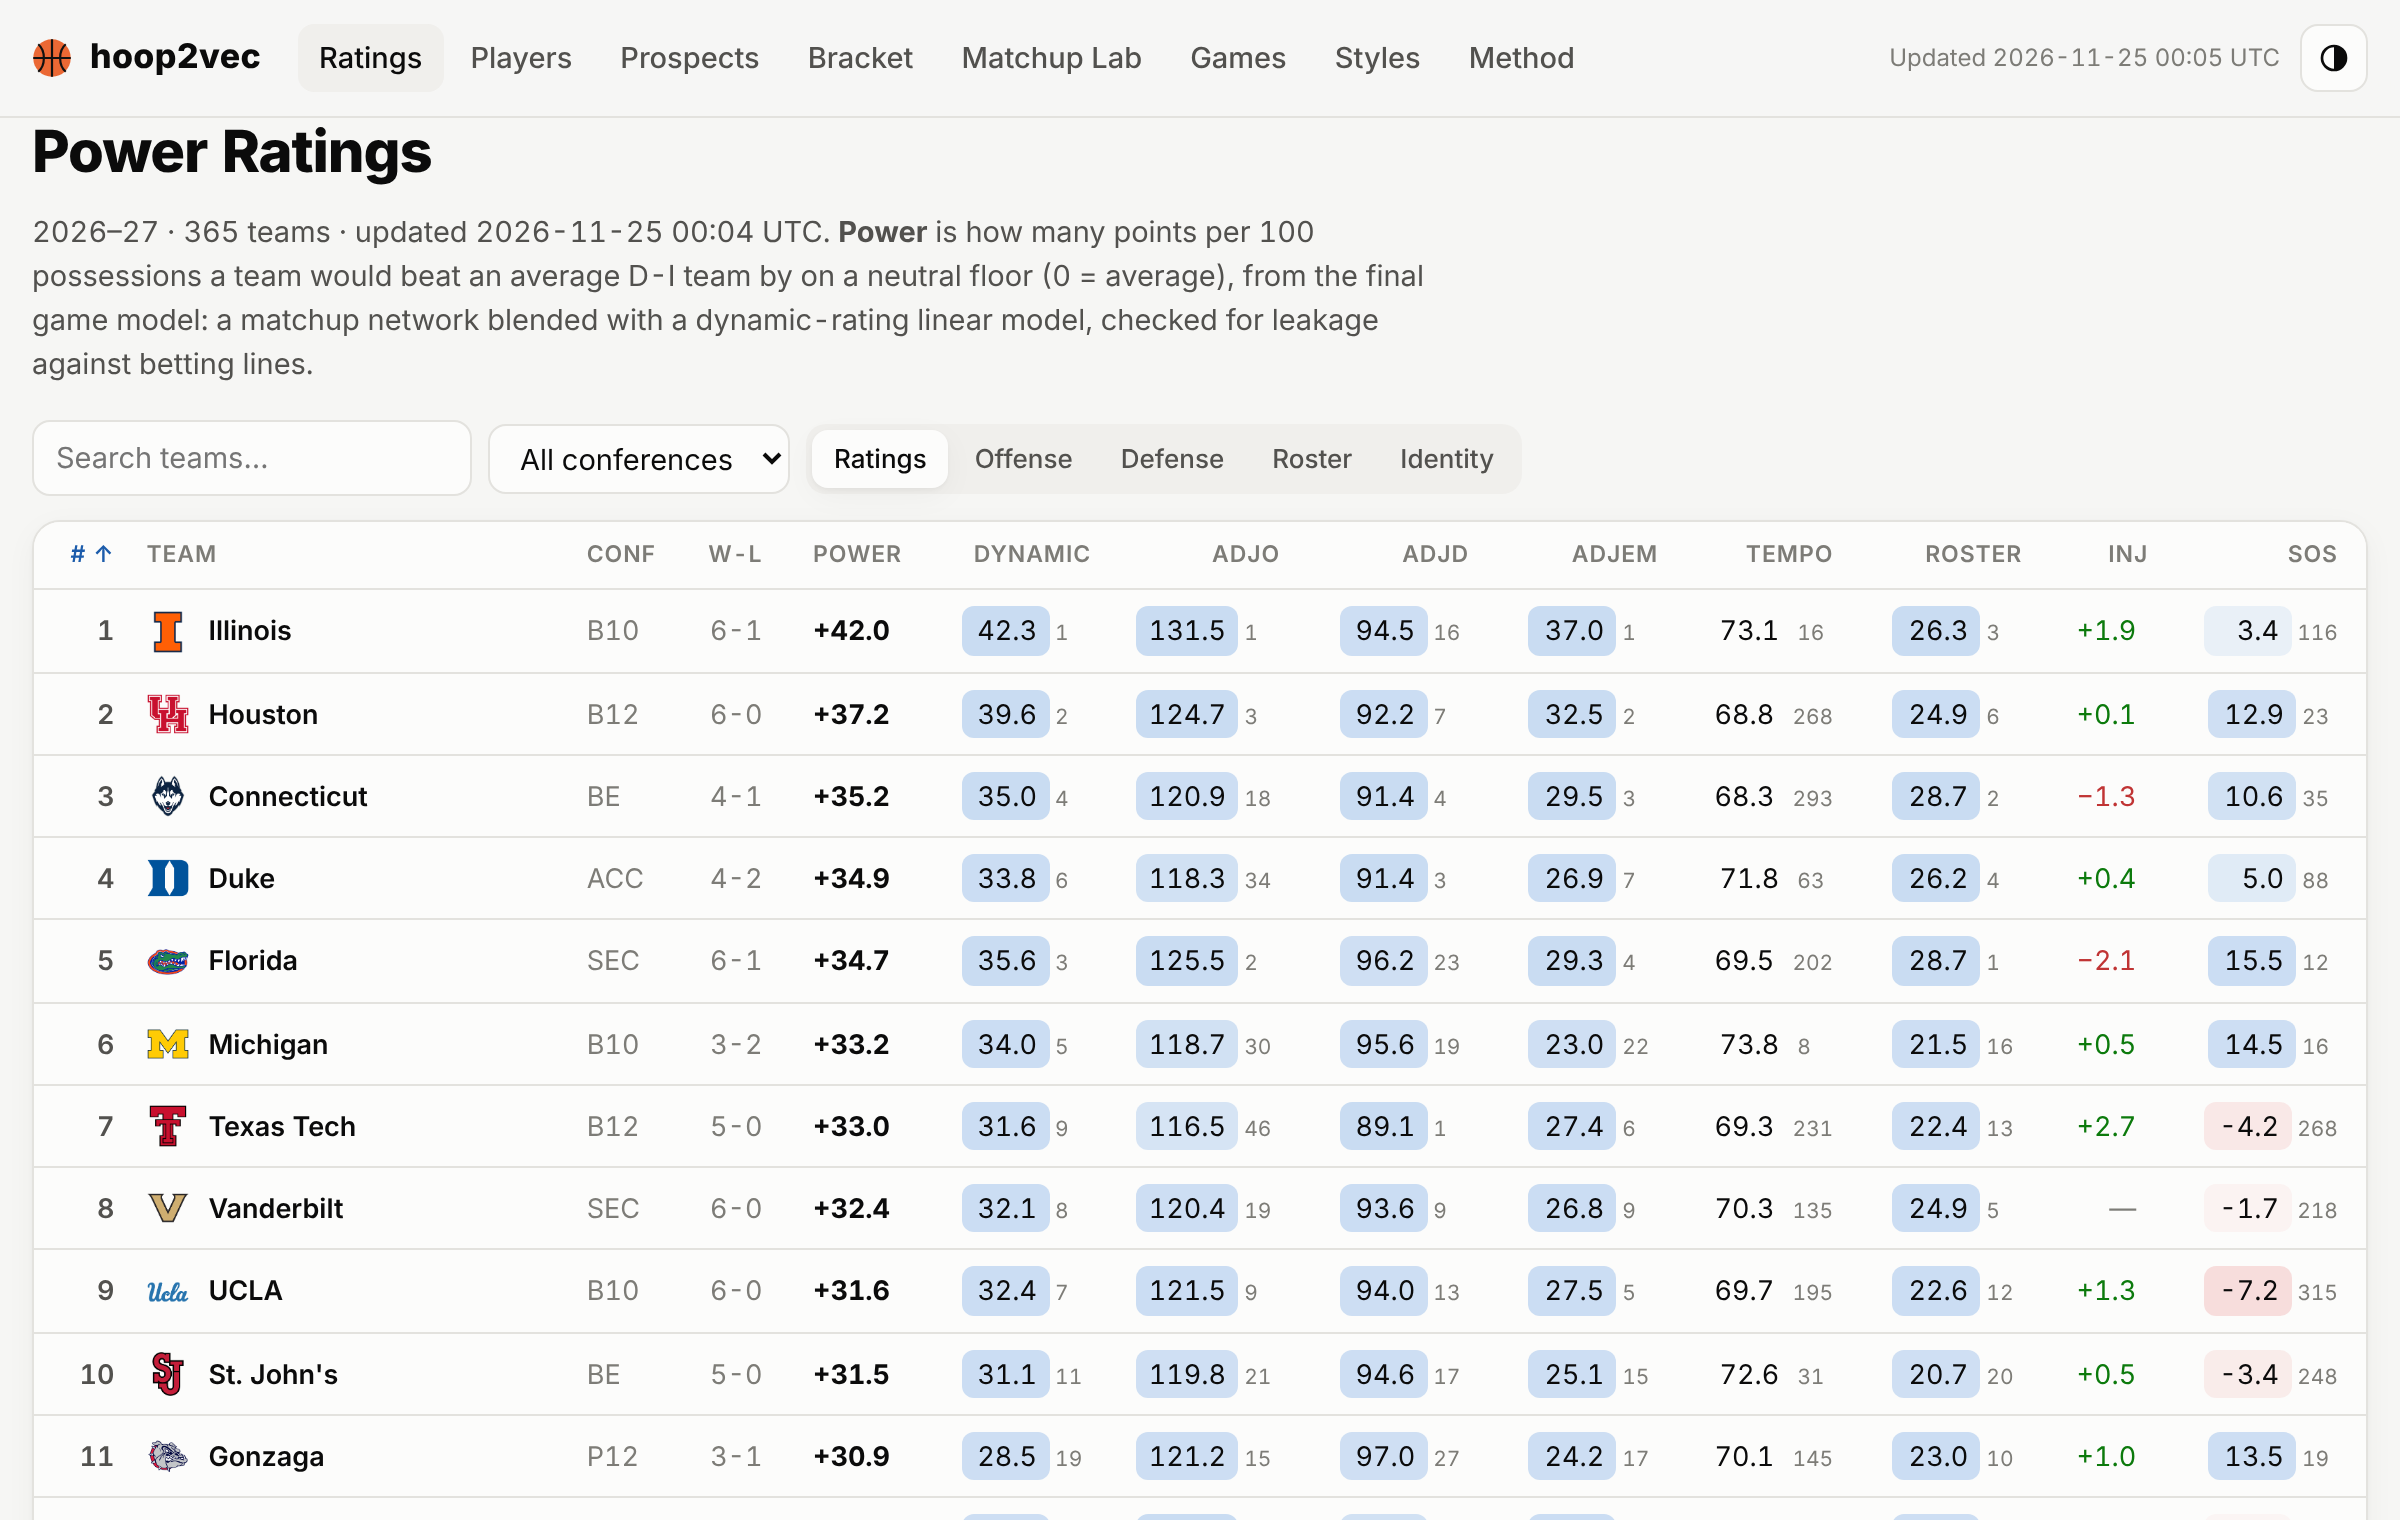 hoop2vec Ratings Players Prospects Bracket Matchup Lab Games Styles Method Updated 2026-11-25 00:05 UTC
Power Ratings
2026–27 · 365 teams · updated 2026-11-25 00:04 UTC. Power is how many points per 100
possessions a team would beat an average D-I team by on a neutral floor (0 = average), from the final
game model: a matchup network blended with a dynamic-rating linear model, checked for leakage
against betting lines.
Search teams... All conferences Ratings Offense Defense Roster Identity
# ↑ TEAM CONF W-L POWER DYNAMIC ADJO ADJD ADJEM TEMPO ROSTER INJ SOS
1 Illinois B10 6-1 +42.0 42.3 1 131.5 1 94.5 16 37.0 1 73.1 16 26.3 3 +1.9 3.4 116
2 Houston B12 6-0 +37.2 39.6 2 124.7 3 92.2 7 32.5 2 68.8 268 24.9 6 +0.1 12.9 23
3 Connecticut BE 4-1 +35.2 35.0 4 120.9 18 91.4 4 29.5 3 68.3 293 28.7 2 −1.3 10.6 35
4 Duke ACC 4-2 +34.9 33.8 6 118.3 34 91.4 3 26.9 7 71.8 63 26.2 4 +0.4 5.0 88
5 Florida SEC 6-1 +34.7 35.6 3 125.5 2 96.2 23 29.3 4 69.5 202 28.7 1 −2.1 15.5 12
6 Michigan B10 3-2 +33.2 34.0 5 118.7 30 95.6 19 23.0 22 73.8 8 21.5 16 +0.5 14.5 16
7 Texas Tech B12 5-0 +33.0 31.6 9 116.5 46 89.1 1 27.4 6 69.3 231 22.4 13 +2.7 -4.2 268
8 Vanderbilt SEC 6-0 +32.4 32.1 8 120.4 19 93.6 9 26.8 9 70.3 135 24.9 5 — -1.7 218
9 Ucla UCLA B10 6-0 +31.6 32.4 7 121.5 9 94.0 13 27.5 5 69.7 195 22.6 12 +1.3 -7.2 315
10 St. John's BE 5-0 +31.5 31.1 11 119.8 21 94.6 17 25.1 15 72.6 31 20.7 20 +0.5 -3.4 248
11 Gonzaga P12 3-1 +30.9 28.5 19 121.2 15 97.0 27 24.2 17 70.1 145 23.0 10 +1.0 13.5 19